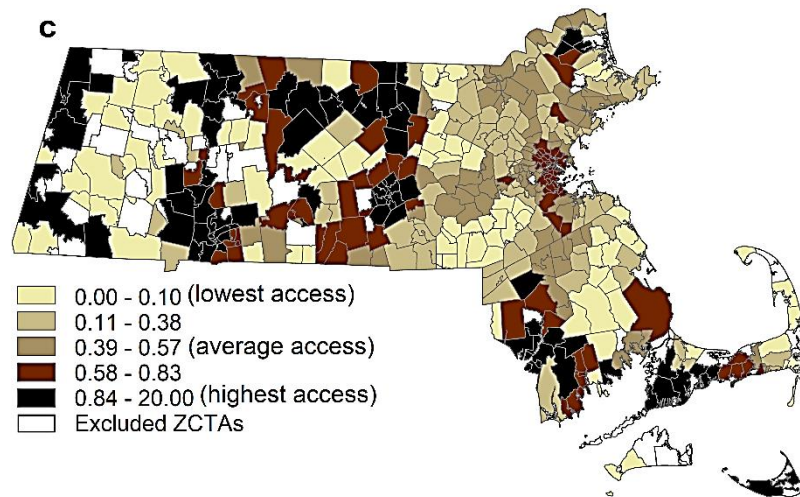 c
0.00 - 0.10 (lowest access)
0.11 - 0.38
0.39 - 0.57 (average access)
0.58 - 0.83
0.84 - 20.00 (highest access)
Excluded ZCTAs